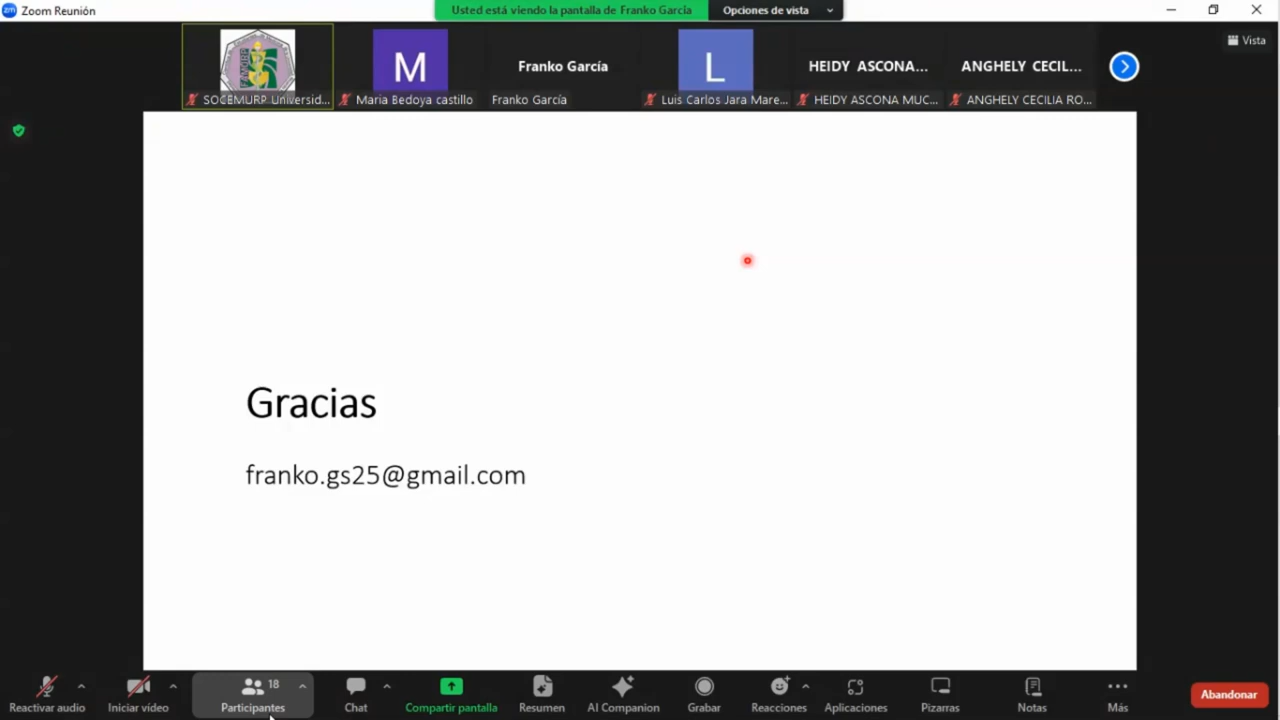 zm Zoom Reunión
Usted está viendo la pantalla de Franko García
Opciones de vista
Vista
M
Franko García
L
HEIDY ASCONA...
ANGHELY CECIL...
SOCEMURP Universid...
Maria Bedoya castillo
Franko García
Luis Carlos Jara Mare...
HEIDY ASCONA MUC...
ANGHELY CECILIA RO...
Gracias
franko.gs25@gmail.com
18
Reactivar audio
Iniciar vídeo
Participantes
Chat
Compartir pantalla
Resumen
AI Companion
Grabar
Reacciones
Aplicaciones
Pizarras
Notas
Más
Abandonar